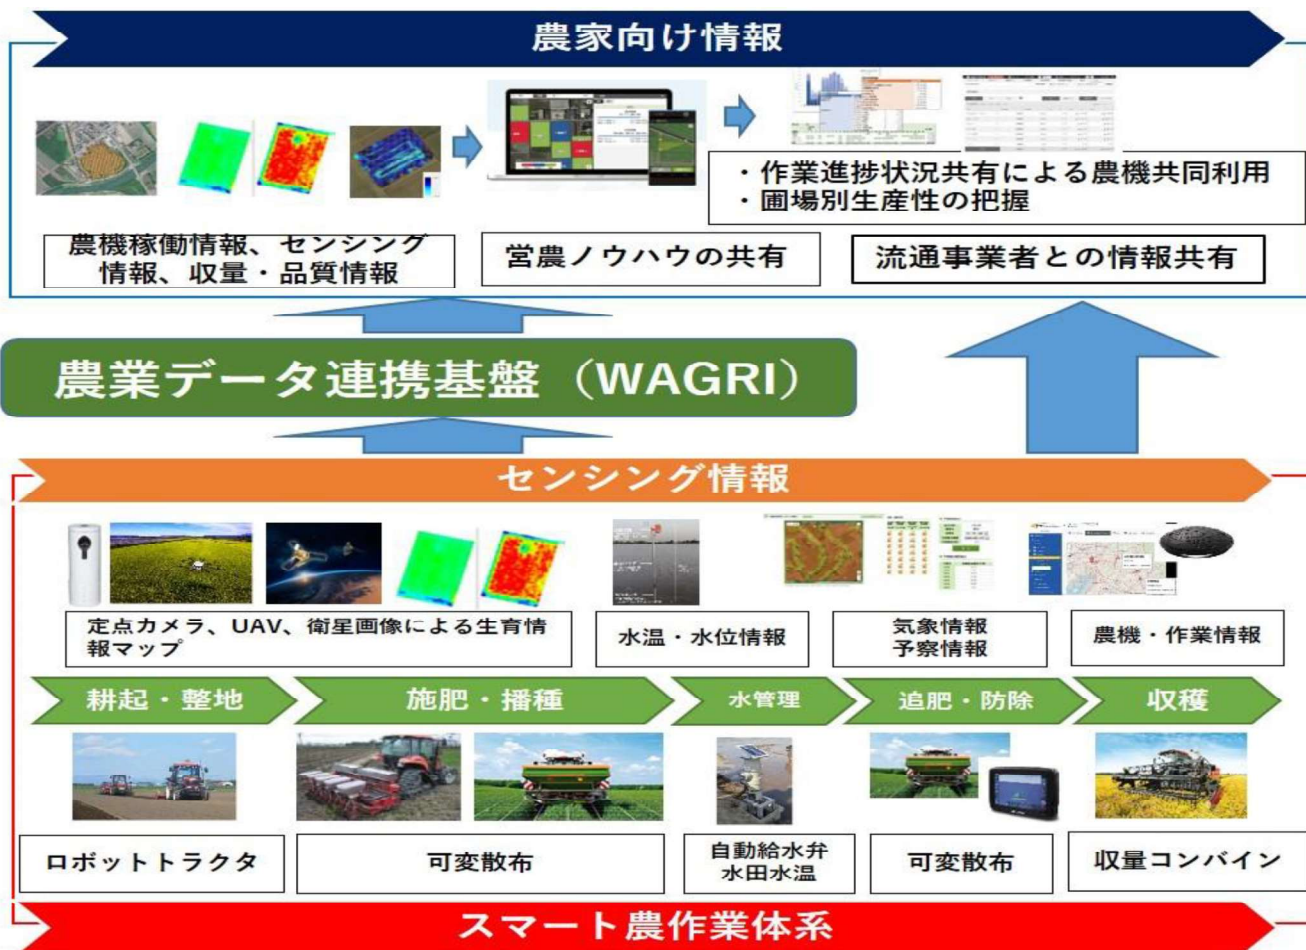 農家向け情報
・作業進捗状況共有による農機共同利用
・圃場別生産性の把握
農機稼働情報、センシング
情報、収量・品質情報
営農ノウハウの共有
流通事業者との情報共有
農業データ連携基盤（WAGRI）
センシング情報
定点カメラ、UAV、衛星画像による生育情
報マップ
水温・水位情報
気象情報
予察情報
農機・作業情報
耕起・整地
施肥・播種
水管理
追肥・防除
収穫
ロボットトラクタ
可変散布
自動給水弁
水田水温
可変散布
収量コンバイン
スマート農作業体系